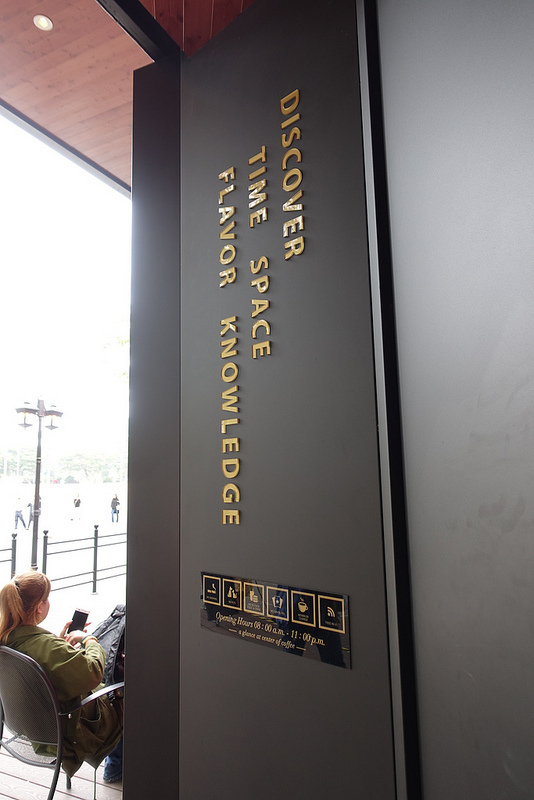 DISCOVER
TIME SPACE
FLAVOR KNOWLEDGE
Opening Hours 08 : 00 a.m. - 11 : 00 p.m.
a glance at center of coffee